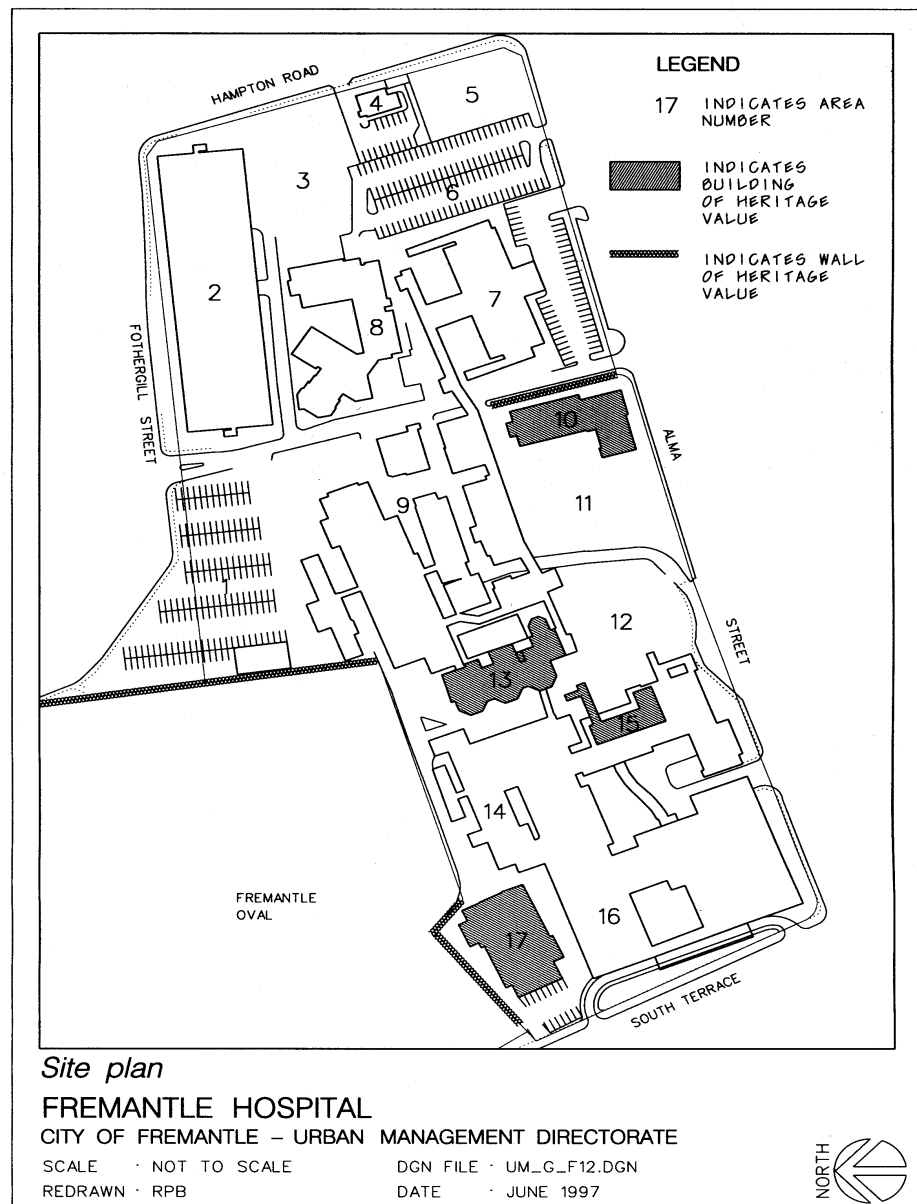 HAMPTON ROAD
LEGEND
17 INDICATES AREA
NUMBER
INDICATES
BUILDING
OF HERITAGE
VALUE
INDICATES WALL
OF HERITAGE
VALUE
4
5
3
6
2
7
8
FOTHERGILL STREET
10
ALMA
9
11
12
STREET
13
15
14
FREMANTLE
OVAL
16
17
SOUTH TERRACE
Site plan
FREMANTLE HOSPITAL
CITY OF FREMANTLE – URBAN MANAGEMENT DIRECTORATE
SCALE · NOT TO SCALE DGN FILE · UM_G_F12.DGN
REDRAWN · RPB DATE · JUNE 1997
NORTH